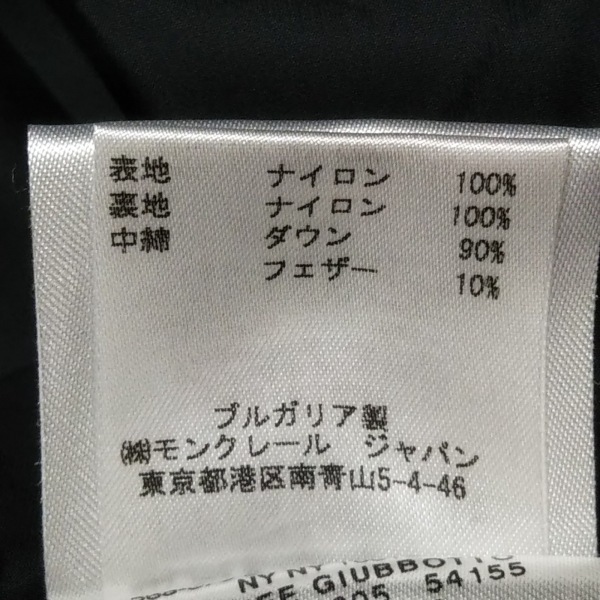 表地 ナイロン 100%
裏地 ナイロン 100%
中綿 ダウン 90%
フェザー 10%
ブルガリア製
㈱モンクレール ジャパン
東京都港区南青山5-4-46
NY NY
GIUBBOTTO
54155